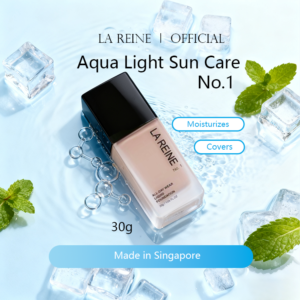 LA REINE | OFFICIAL
Aqua Light Sun Care
No.1
Moisturizes
Covers
LA REINE
30g
Made in Singapore